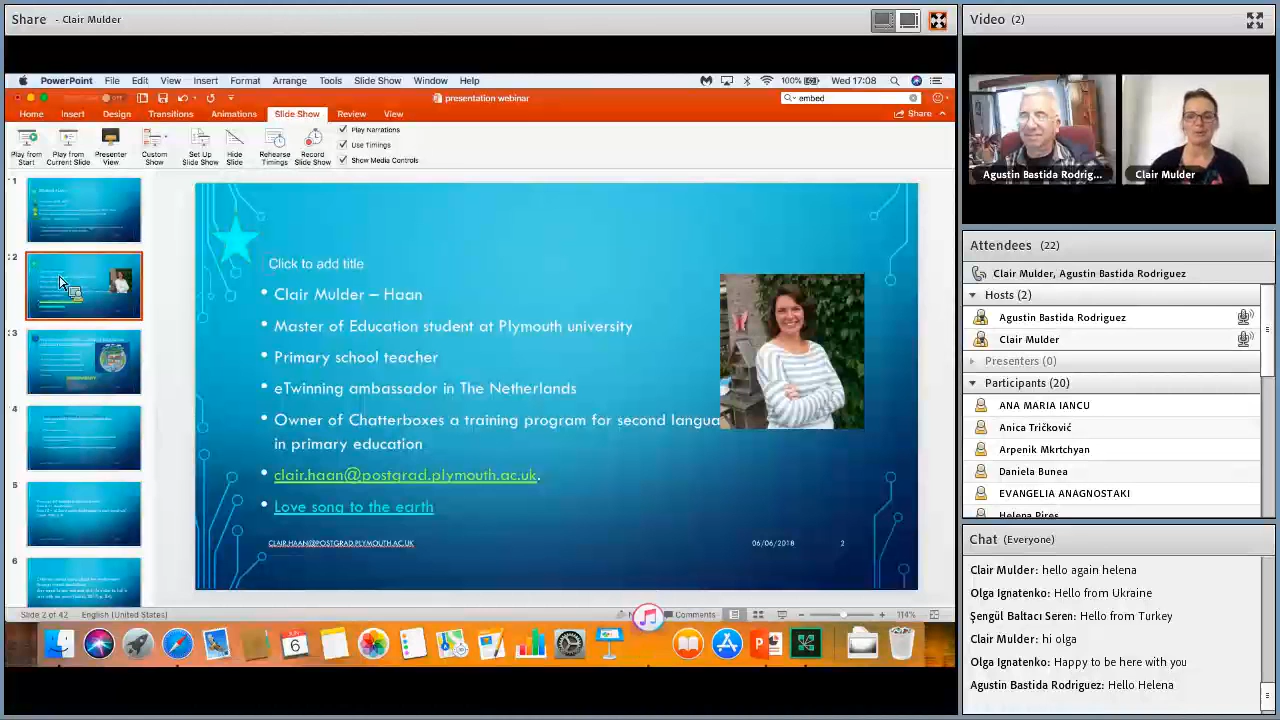 Share - Clair Mulder
PowerPoint File Edit View Insert Format Arrange Tools Slide Show Window Help
100% Wed 17:08
presentation webinar
embed
Home Insert Design Transitions Animations Slide Show Review View
Share
Play from Start
Play from Current Slide
Presenter View
Custom Show
Set Up Slide Show
Hide Slide
Rehearse Timings
Record Slide Show
Play Narrations
Use Timings
Show Media Controls
1
2
3
4
5
6
Click to add title
• Clair Mulder – Haan
• Master of Education student at Plymouth university
• Primary school teacher
• eTwinning ambassador in The Netherlands
• Owner of Chatterboxes a training program for second
in primary education
• clair.haan@postgrad.plymouth.ac.uk.
• Love song to the earth
CLAIR.HAAN@POSTGRAD.PLYMOUTH.AC.UK
06/06/2018 2
Slide 2 of 42 English (United States)
Comments
114%
6
Video (2)
Agustin Bastida Rodrig...
Clair Mulder
Attendees (22)
Clair Mulder, Agustin Bastida Rodriguez
Hosts (2)
Agustin Bastida Rodriguez
Clair Mulder
Presenters (0)
Participants (20)
ANA MARIA IANCU
Anica Tričković
Arpenik Mkrtchyan
Daniela Bunea
EVANGELIA ANAGNOSTAKI
Helena Pires
Chat (Everyone)
Clair Mulder: hello again helena
Olga Ignatenko: Hello from Ukraine
Şengül Baltacı Seren: Hello from Turkey
Clair Mulder: hi olga
Olga Ignatenko: Happy to be here with you
Agustin Bastida Rodriguez: Hello Helena